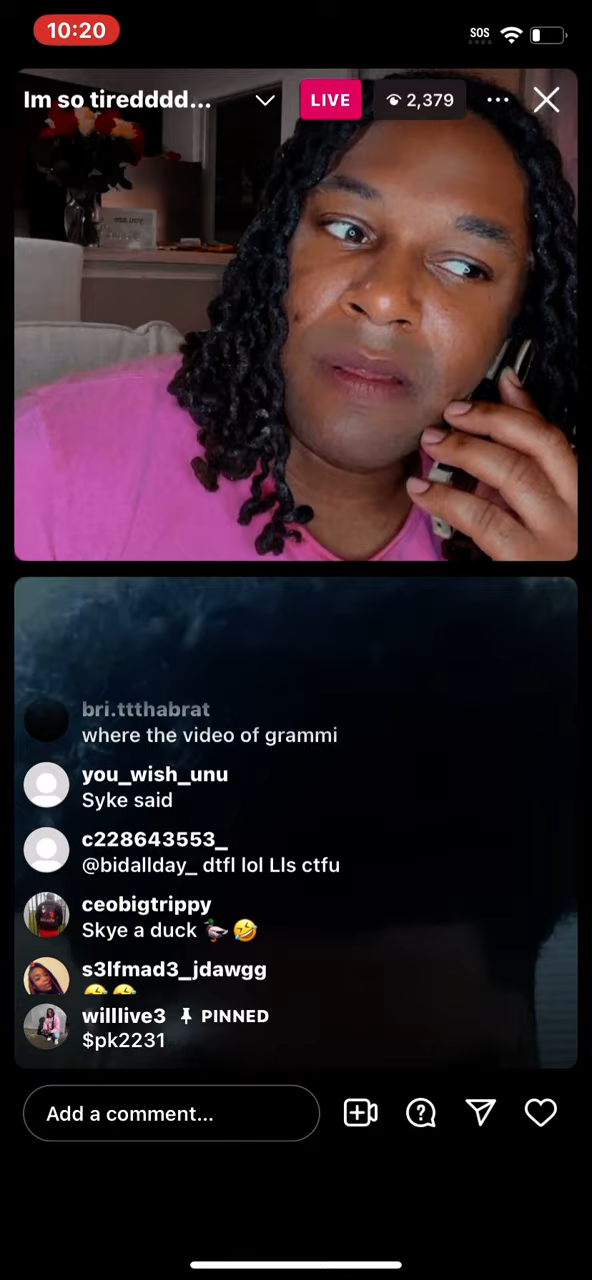 10:20
SOS
Im so tiredddd...
LIVE
2,379
bri.ttthabrat
where the video of grammi
you_wish_unu
Syke said
c228643553_
@bidallday_ dtfl lol Lls ctfu
ceobigtrippy
Skye a duck 🦆 🤣
s3lfmad3_jdawgg
willlive3 PINNED
$pk2231
Add a comment...